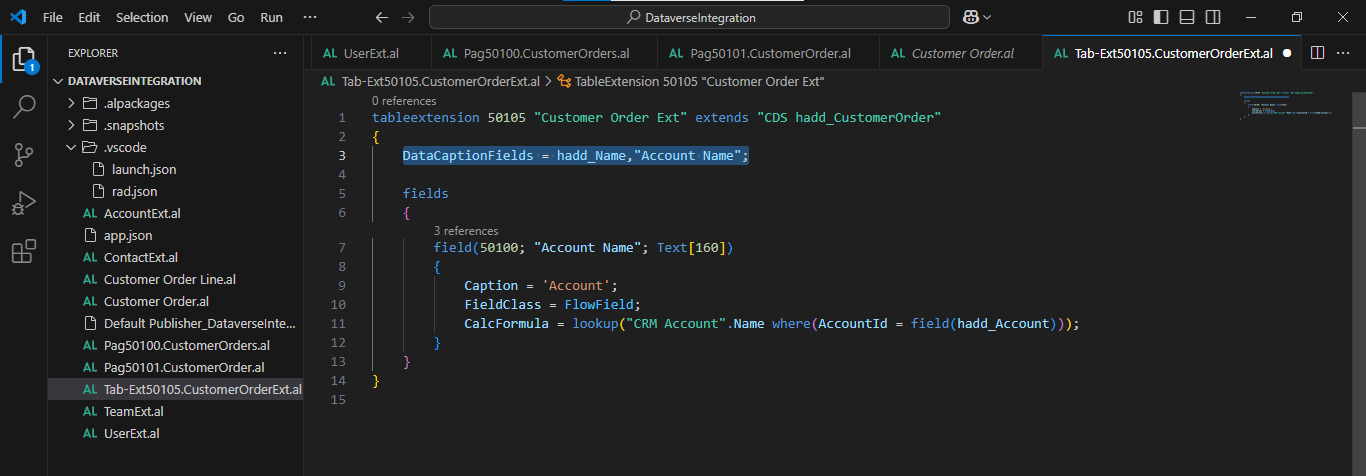 File Edit Selection View Go Run ··· DataverseIntegration
EXPLORER ···
DATAVERSEINTEGRATION
.alpackages
.snapshots
.vscode
launch.json
rad.json
AL AccountExt.al
app.json
AL ContactExt.al
AL Customer Order Line.al
AL Customer Order.al
Default Publisher_DataverseInte...
AL Pag50100.CustomerOrders.al
AL Pag50101.CustomerOrder.al
AL Tab-Ext50105.CustomerOrderExt.al
AL TeamExt.al
AL UserExt.al
1
AL UserExt.al AL Pag50100.CustomerOrders.al AL Pag50101.CustomerOrder.al AL Customer Order.al AL Tab-Ext50105.CustomerOrderExt.al ● ···
AL Tab-Ext50105.CustomerOrderExt.al > TableExtension 50105 "Customer Order Ext"
0 references
1 tableextension 50105 "Customer Order Ext" extends "CDS hadd_CustomerOrder"
2 {
3 DataCaptionFields = hadd_Name,"Account Name";
4
5 fields
6 {
3 references
7 field(50100; "Account Name"; Text[160])
8 {
9 Caption = 'Account';
10 FieldClass = FlowField;
11 CalcFormula = lookup("CRM Account".Name where(AccountId = field(hadd_Account)));
12 }
13 }
14 }
15